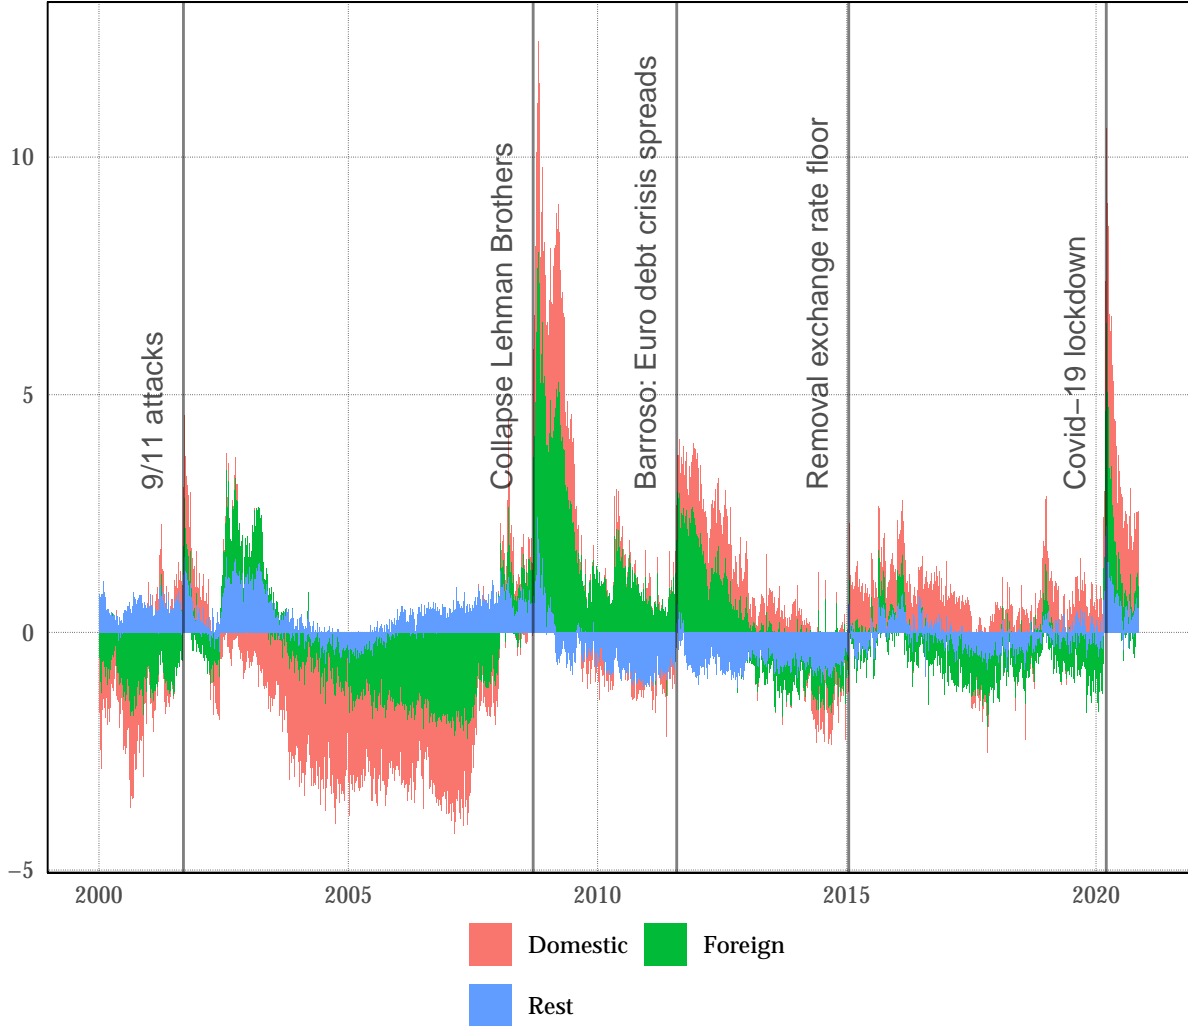 10
5
0
−5
9/11 attacks
Collapse Lehman Brothers
Barroso: Euro debt crisis spreads
Removal exchange rate floor
Covid−19 lockdown
2000
2005
2010
2015
2020
Domestic
Foreign
Rest